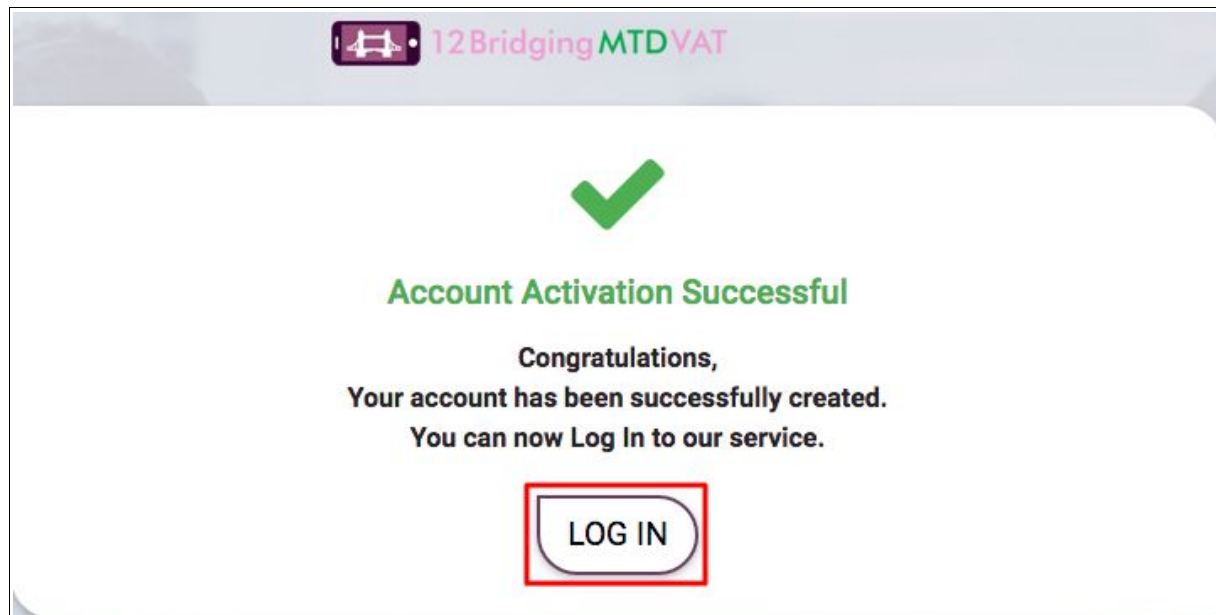 12BridgingMTDVAT
Account Activation Successful
Congratulations,
Your account has been successfully created.
You can now Log In to our service.
LOG IN